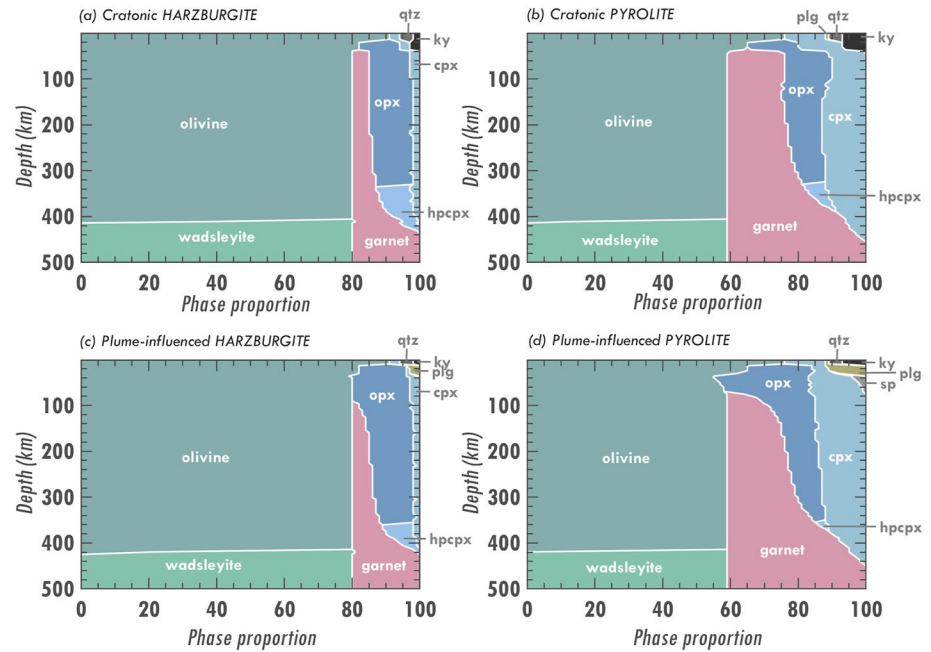 (a) Cratonic HARZBURGITE
qtz
ky
cpx
opx
olivine
hpcpx
wadsleyite
garnet
Depth (km)
100
200
300
400
500
0 20 40 60 80 100
Phase proportion
(b) Cratonic PYROLITE
plg qtz
ky
opx
cpx
olivine
hpcpx
garnet
wadsleyite
Depth (km)
100
200
300
400
500
0 20 40 60 80 100
Phase proportion
(c) Plume-influenced HARZBURGITE
qtz
ky
plg
cpx
opx
olivine
hpcpx
wadsleyite
garnet
Depth (km)
100
200
300
400
500
0 20 40 60 80 100
Phase proportion
(d) Plume-influenced PYROLITE
qtz
ky
plg
sp
opx
cpx
olivine
hpcpx
garnet
wadsleyite
Depth (km)
100
200
300
400
500
0 20 40 60 80 100
Phase proportion